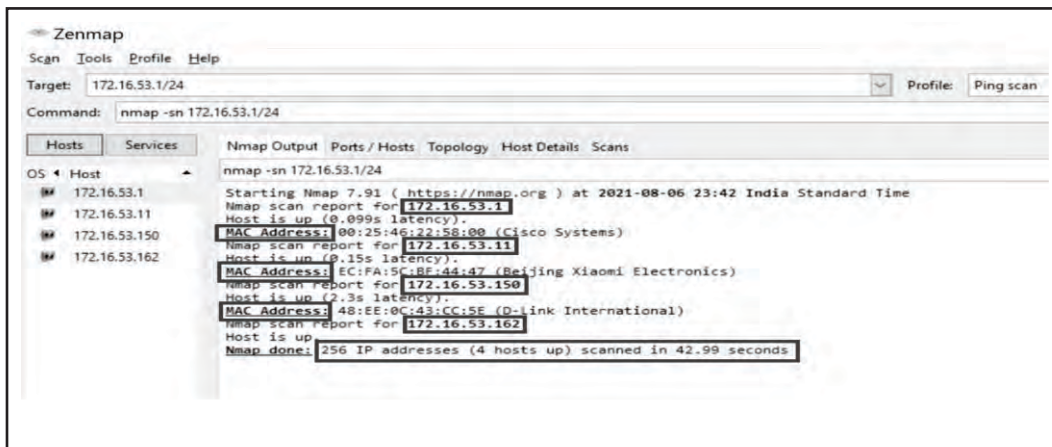 Zenmap
Scan Tools Profile Help
Target: 172.16.53.1/24 Profile: Ping scan
Command: nmap -sn 172.16.53.1/24
Hosts Services
Nmap Output Ports / Hosts Topology Host Details Scans
OS Host
172.16.53.1
172.16.53.11
172.16.53.150
172.16.53.162
nmap -sn 172.16.53.1/24
Starting Nmap 7.91 ( https://nmap.org ) at 2021-08-06 23:42 India Standard Time
Nmap scan report for 172.16.53.1
Host is up (0.099s latency).
MAC Address: 00:25:46:22:58:00 (Cisco Systems)
Nmap scan report for 172.16.53.11
Host is up (0.15s latency).
MAC Address: EC:FA:5C:BF:44:47 (Beijing Xiaomi Electronics)
Nmap scan report for 172.16.53.150
Host is up (2.3s latency).
MAC Address: 48:EE:0C:43:CC:5E (D-Link International)
Nmap scan report for 172.16.53.162
Host is up.
Nmap done: 256 IP addresses (4 hosts up) scanned in 42.99 seconds